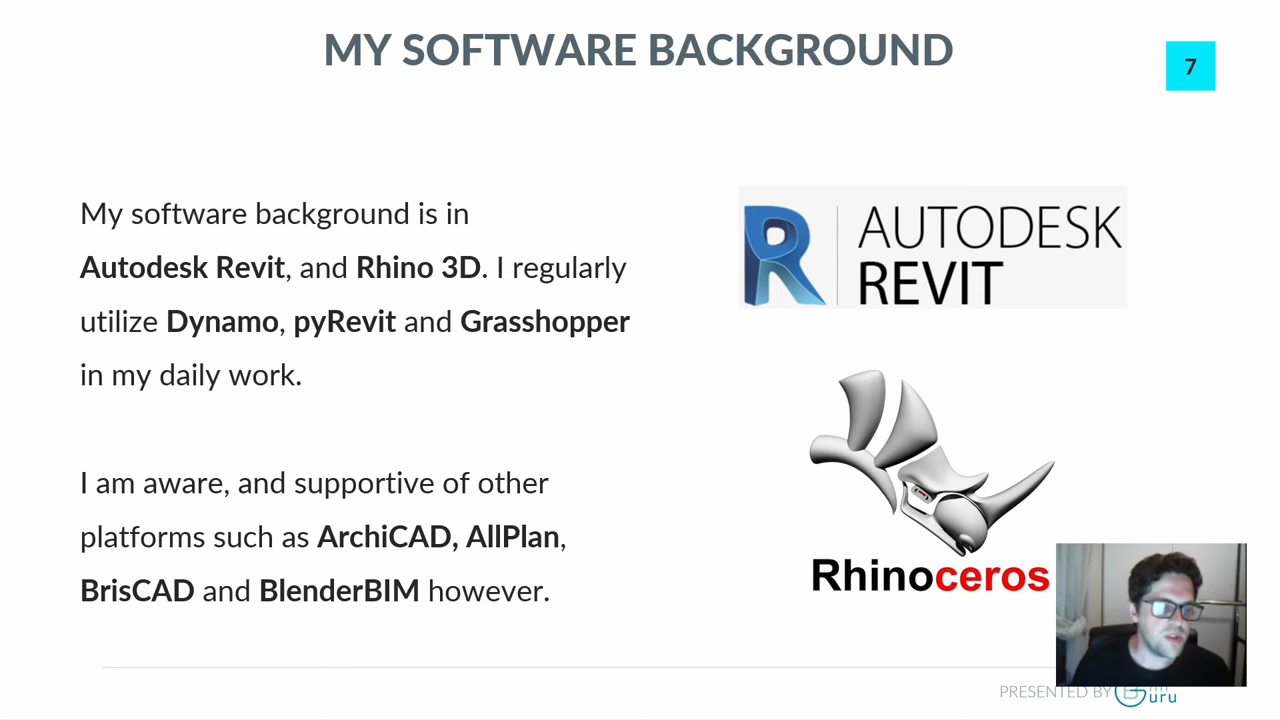 MY SOFTWARE BACKGROUND
7
My software background is in
Autodesk Revit, and Rhino 3D. I regularly
utilize Dynamo, pyRevit and Grasshopper
in my daily work.
I am aware, and supportive of other
platforms such as ArchiCAD, AllPlan,
BrisCAD and BlenderBIM however.
R
AUTODESK
REVIT
Rhinoceros
PRESENTED BY
uru